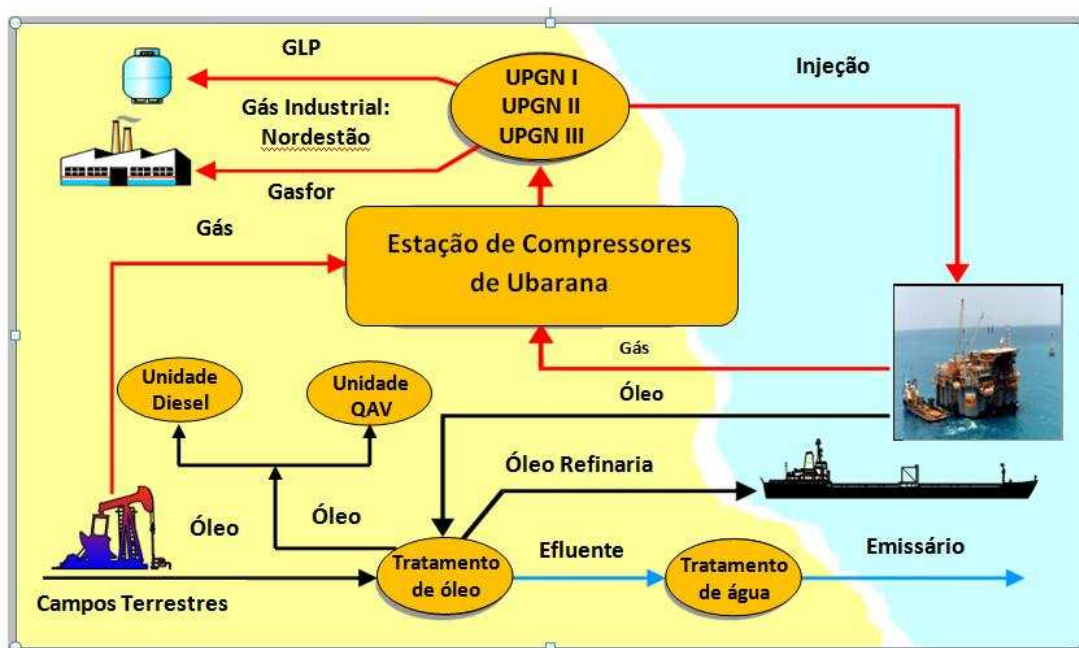 GLP
UPGN I
UPGN II
UPGN III
Injeção
Gás Industrial:
Nordestão
Gasfor
Gás
Estação de Compressores
de Ubarana
Gás
Óleo
Unidade
Diesel
Unidade
QAV
Óleo Refinaria
Óleo
Óleo
Tratamento
de óleo
Efluente
Tratamento
de água
Emissário
Campos Terrestres